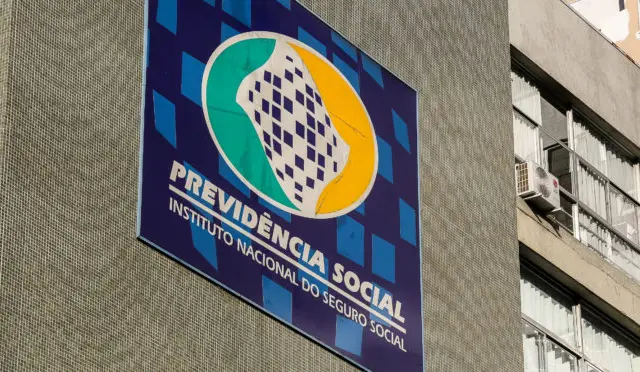 PREVIDÊNCIA SOCIAL
INSTITUTO NACIONAL DO SEGURO SOCIAL